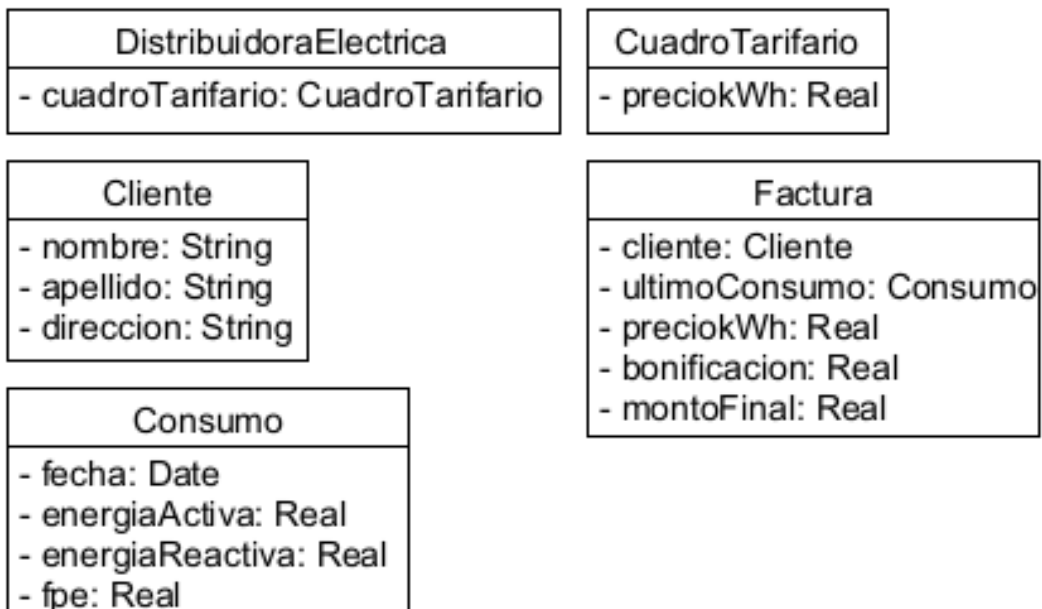 DistribuidoraElectrica
- cuadroTarifario: CuadroTarifario
CuadroTarifario
- preciokWh: Real
Cliente
- nombre: String
- apellido: String
- direccion: String
Factura
- cliente: Cliente
- ultimoConsumo: Consumo
- preciokWh: Real
- bonificacion: Real
- montoFinal: Real
Consumo
- fecha: Date
- energiaActiva: Real
- energiaReactiva: Real
- fpe: Real